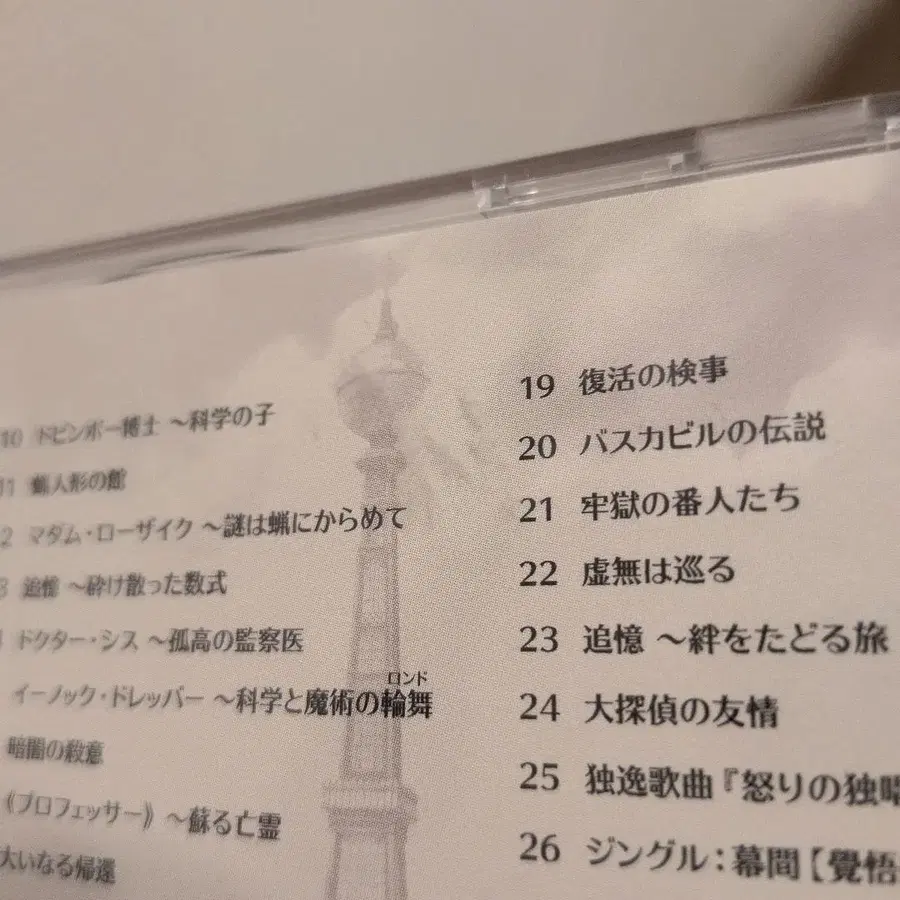 10 ドビンボー博士 ～科学の子
11 蝋人形の館
2 マダム・ローザイク ～謎は蝋にからめて
3 追憶 ～砕け散った数式
ドクター・シス ～孤高の監察医
ロンド
イーノック・ドレッバー ～科学と魔術の輪舞
暗闇の殺意
《プロフェッサー》 ～蘇る亡霊
大いなる帰還
19 復活の検事
20 バスカビルの伝説
21 牢獄の番人たち
22 虚無は巡る
23 追憶 ～絆をたどる旅
24 大探偵の友情
25 独逸歌曲『怒りの独唱
26 ジングル：幕間【覺悟